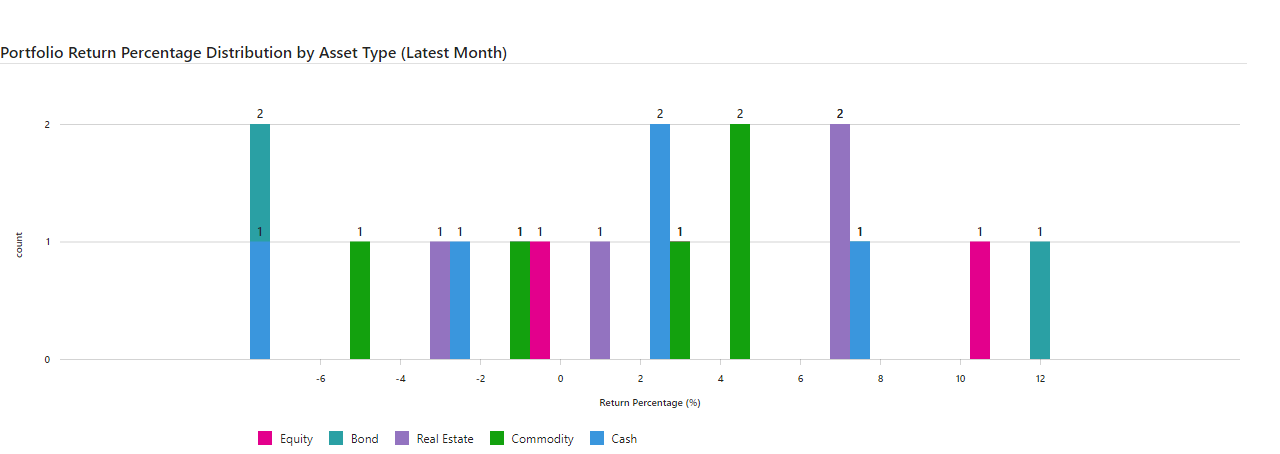 Portfolio Return Percentage Distribution by Asset Type (Latest Month)
2 2 2 2
2
1 1 1 1 1 1 1 1 1 1 1
1
count
0
-6 -4 -2 0 2 4 6 8 10 12
Return Percentage (%)
Equity Bond Real Estate Commodity Cash